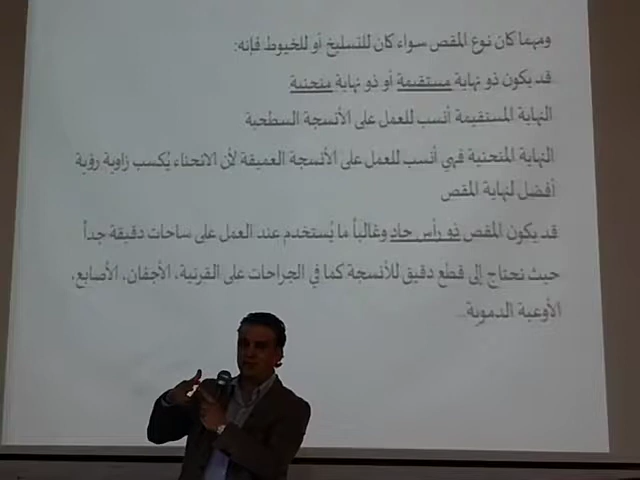 ومهما كان نوع المقص سواء كان للتسليخ أو للخيوط فإنه:
قد يكون ذو نهاية مستقيمة أو ذو نهاية منحنية
النهاية المستقيمة أنسب للعمل على الأنسجة السطحية
النهاية المنحنية فهي أنسب للعمل على الأنسجة العميقة لأن الانحناء يُكسب زاوية رؤية
أفضل لنهاية المقص
قد يكون المقص ذو رأس حاد وغالباً ما يُستخدم عند العمل على ساحات دقيقة جداً
حيث نحتاج إلى قطع دقيق للأنسجة كما في الجراحات على القرنية، الأجفان، الأصابع،
الأوعية الدموية..